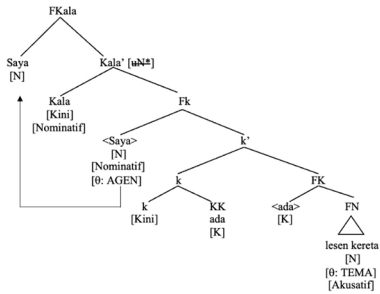 FKala
Saya
[N]
Kala' [uN*]
Kala
[Kini]
[Nominatif]
Fk
<Saya>
[N]
[Nominatif]
[θ: AGEN]
k'
k
FK
k
[Kini]
KK
ada
[K]
<ada>
[K]
FN
lesen kereta
[N]
[θ: TEMA]
[Akusatif]